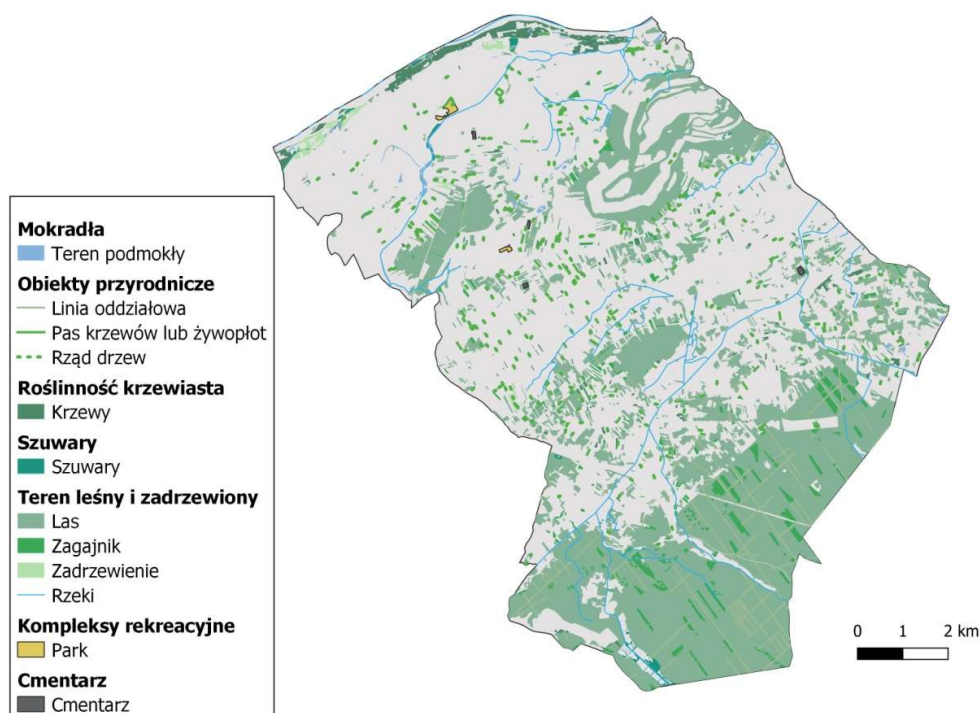 Mokradła
Teren podmokły
Obiekty przyrodnicze
Linia oddziałowa
Pas krzewów lub żywopłot
Rząd drzew
Roślinność krzewiasta
Krzewy
Szuwary
Szuwary
Teren leśny i zadrzewiony
Las
Zagajnik
Zadrzewienie
Rzeki
Kompleksy rekreacyjne
Park
Cmentarz
Cmentarz
0 1 2 km